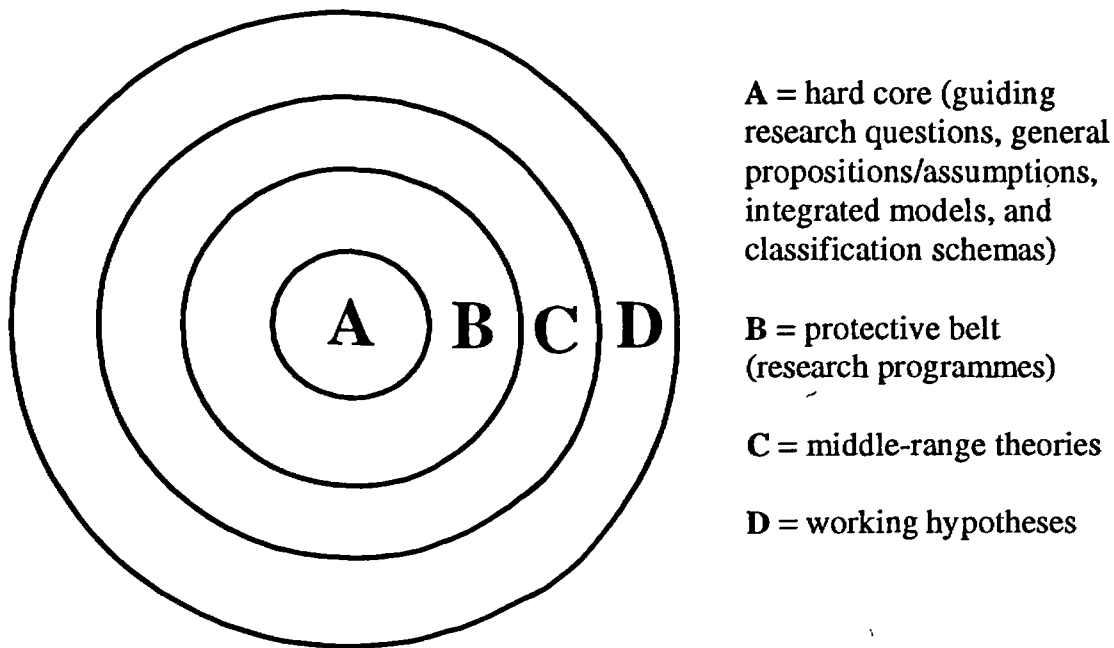 A = hard core (guiding
research questions, general
propositions/assumptions,
integrated models, and
classification schemas)
A B C D
B = protective belt
(research programmes)
C = middle-range theories
D = working hypotheses